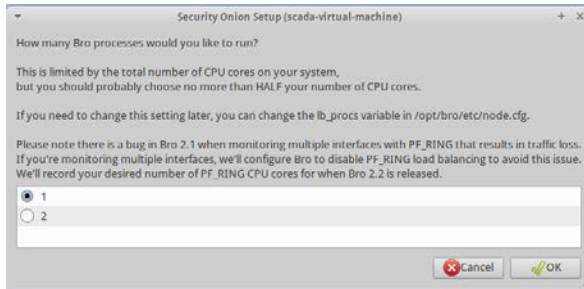 Security Onion Setup (scada-virtual-machine)
How many Bro processes would you like to run?
This is limited by the total number of CPU cores on your system,
but you should probably choose no more than HALF your number of CPU cores.
If you need to change this setting later, you can change the lb_procs variable in /opt/bro/etc/node.cfg.
Please note there is a bug in Bro 2.1 when monitoring multiple interfaces with PF_RING that results in traffic loss.
If you're monitoring multiple interfaces, we'll configure Bro to disable PF_RING load balancing to avoid this issue.
We'll record your desired number of PF_RING CPU cores for when Bro 2.2 is released.
1
2
Cancel OK